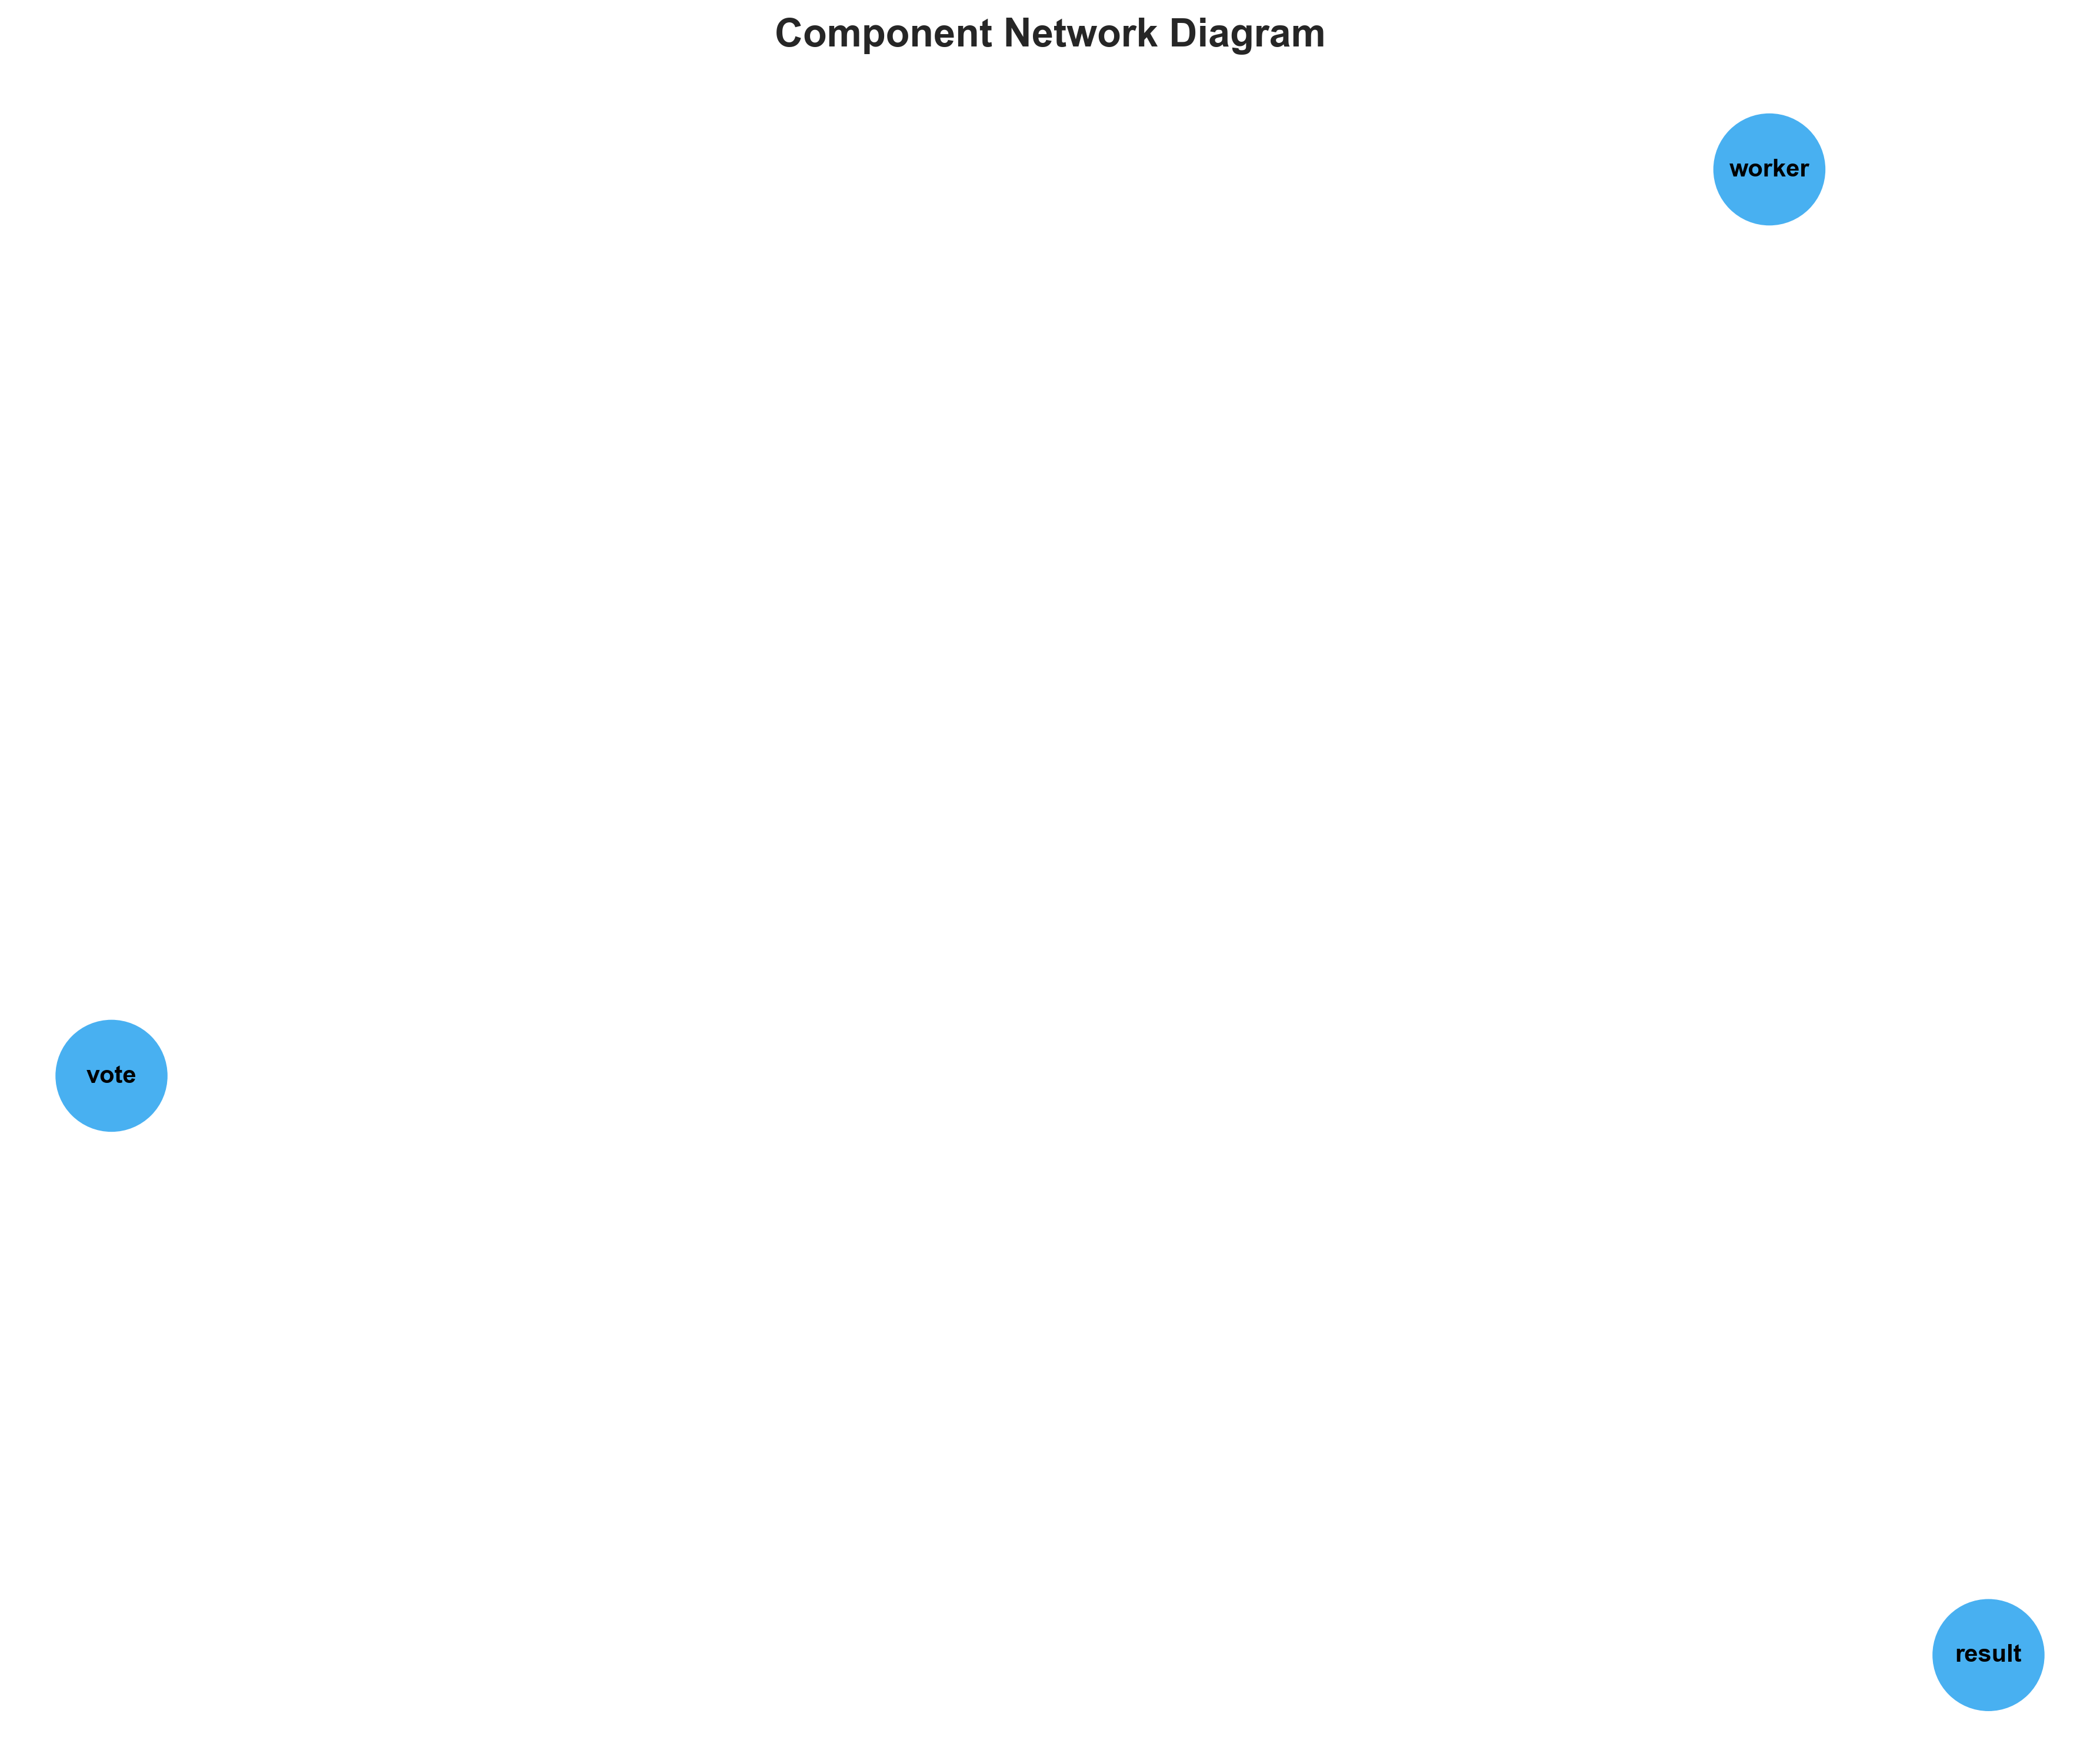 Component Network Diagram
worker
vote
result